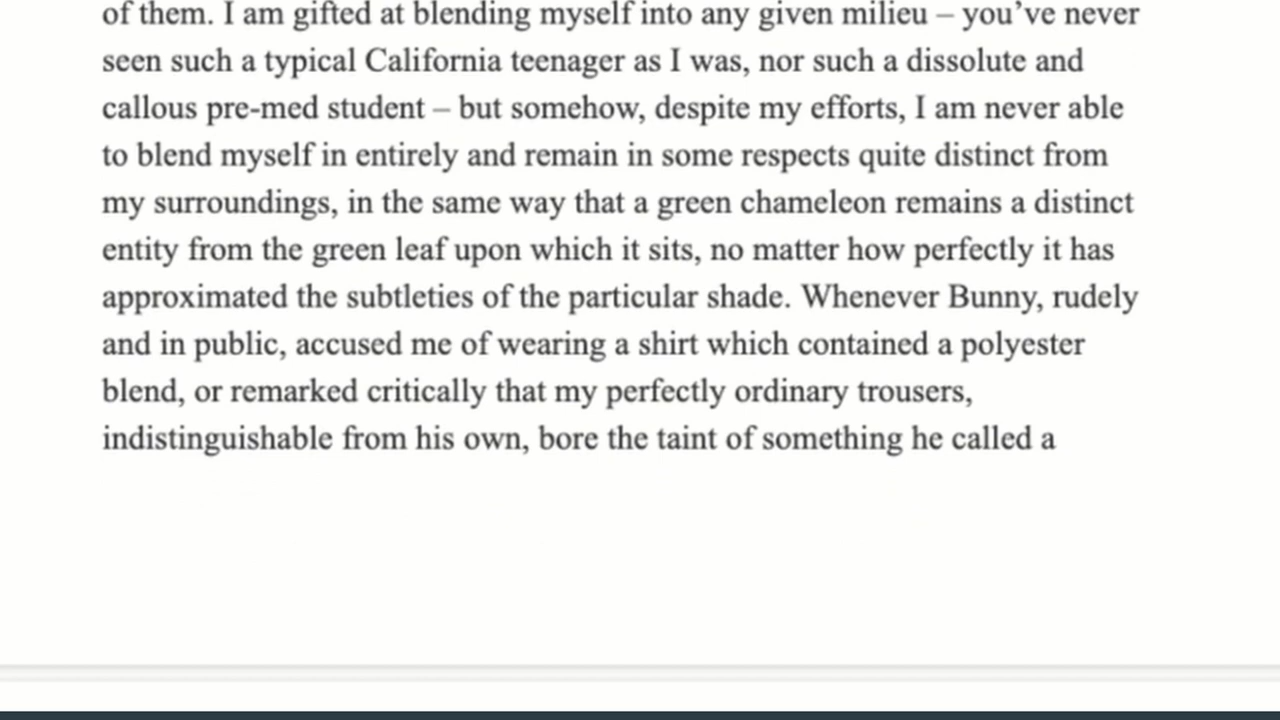 of them. I am gifted at blending myself into any given milieu – you’ve never
seen such a typical California teenager as I was, nor such a dissolute and
callous pre-med student – but somehow, despite my efforts, I am never able
to blend myself in entirely and remain in some respects quite distinct from
my surroundings, in the same way that a green chameleon remains a distinct
entity from the green leaf upon which it sits, no matter how perfectly it has
approximated the subtleties of the particular shade. Whenever Bunny, rudely
and in public, accused me of wearing a shirt which contained a polyester
blend, or remarked critically that my perfectly ordinary trousers,
indistinguishable from his own, bore the taint of something he called a